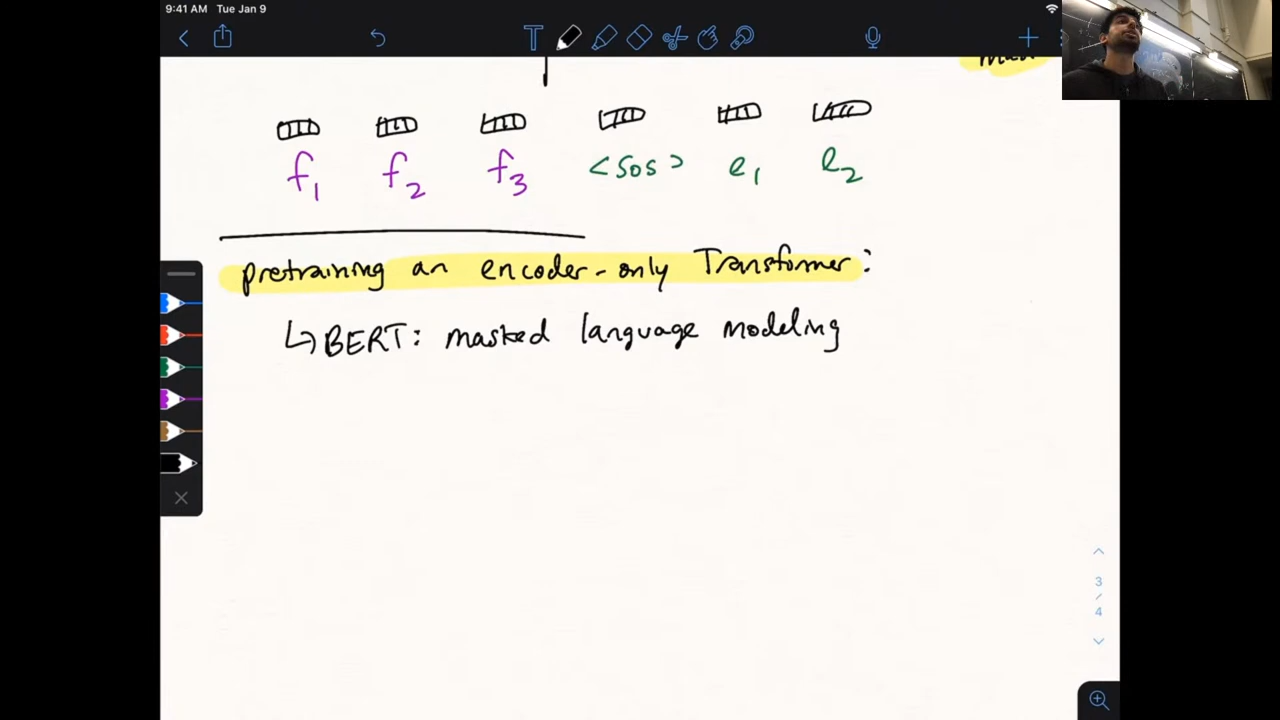 9:41 AM Tue Jan 9
f1 f2 f3 <sos> e1 e2
pretraining an encoder-only Transformer:
↳BERT: masked language modeling
3
/
4